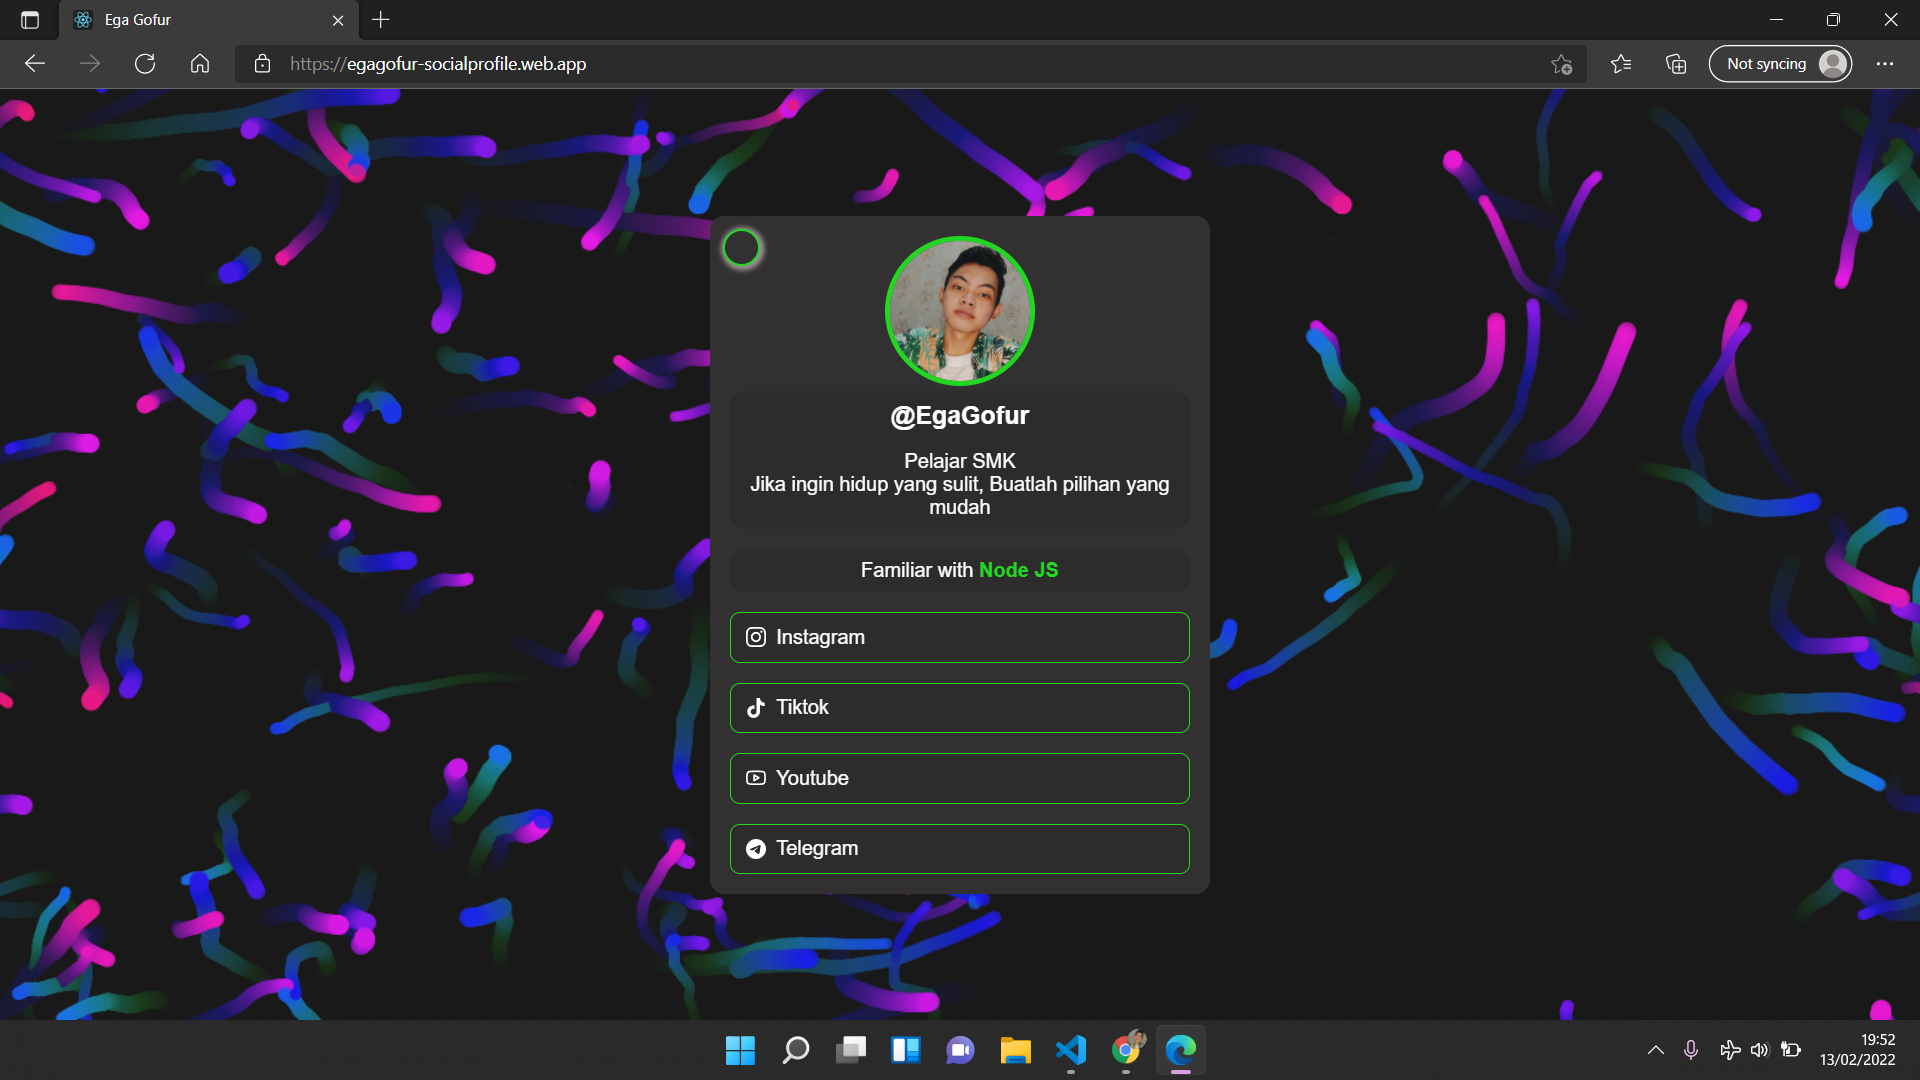 Ega Gofur
https://egagofur-socialprofile.web.app
Not syncing
@EgaGofur
Pelajar SMK
Jika ingin hidup yang sulit, Buatlah pilihan yang
mudah
Familiar with Node JS
Instagram
Tiktok
Youtube
Telegram
19:52
13/02/2022